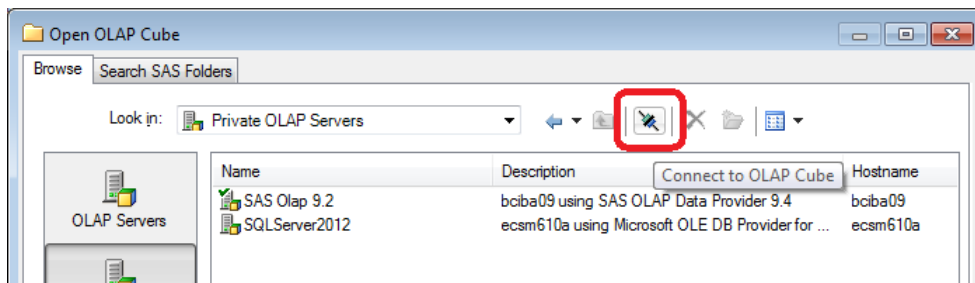 Open OLAP Cube
Browse Search SAS Folders
Look in: Private OLAP Servers
Name Description Hostname
Connect to OLAP Cube
SAS Olap 9.2 bciba09 using SAS OLAP Data Provider 9.4 bciba09
SQLServer2012 ecsm610a using Microsoft OLE DB Provider for ... ecsm610a
OLAP Servers